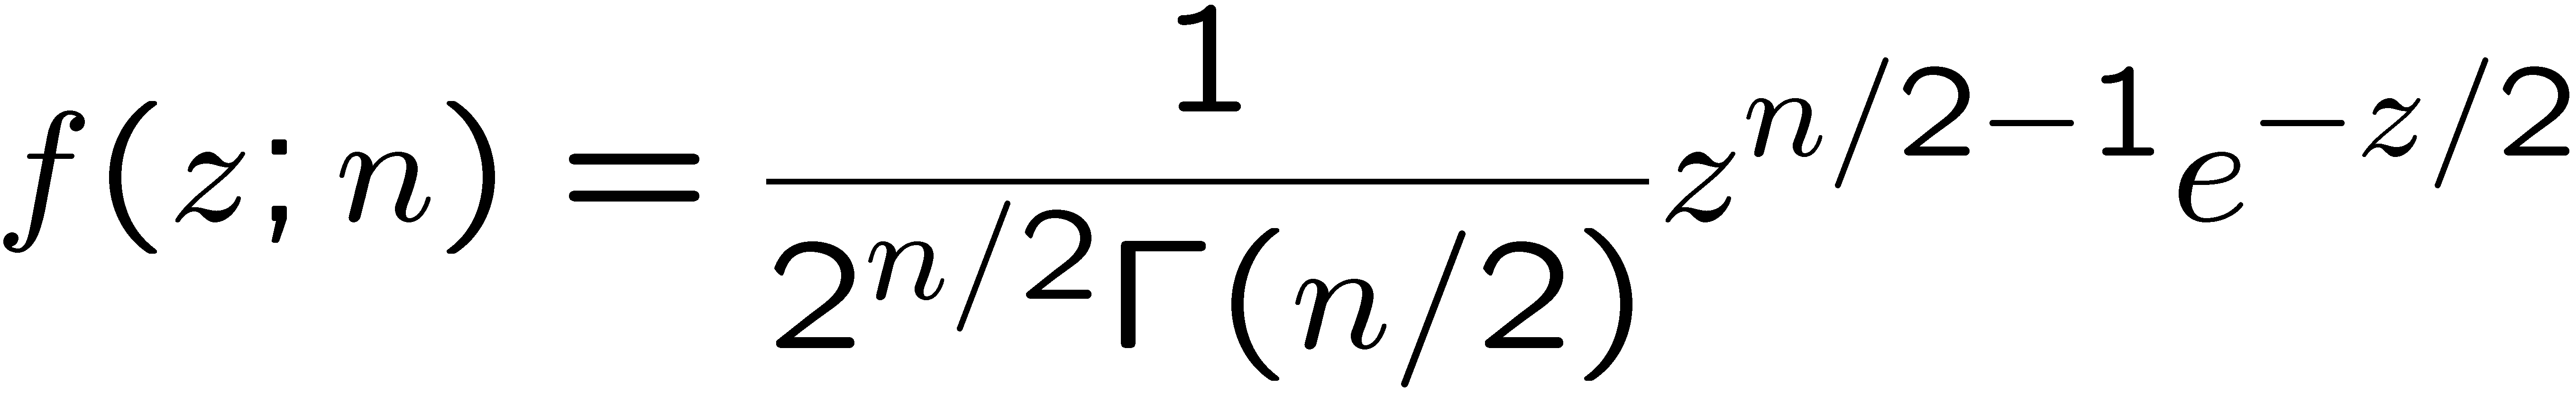 f(z; n) = \frac{1}{2^{n/2}\Gamma(n/2)} z^{n/2-1} e^{-z/2}